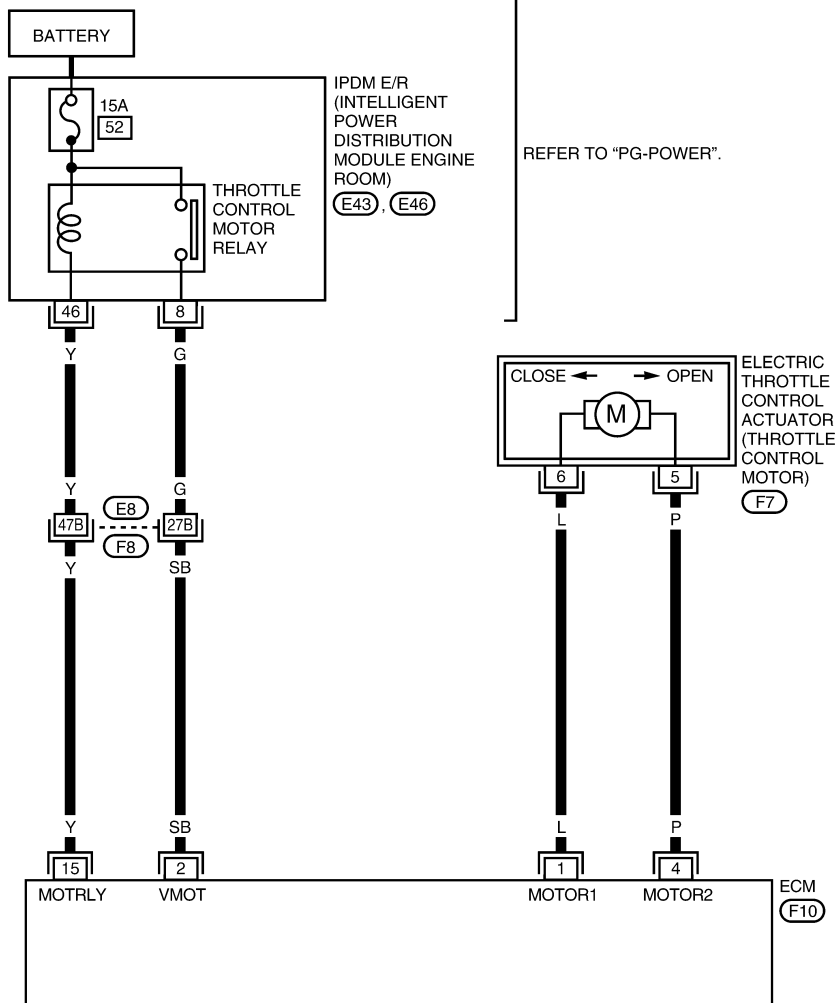 BATTERY
15A
52
IPDM E/R
(INTELLIGENT
POWER
DISTRIBUTION
MODULE ENGINE
ROOM)
E43 , E46
REFER TO “PG-POWER”.
THROTTLE
CONTROL
MOTOR
RELAY
46 8
Y G
CLOSE OPEN
M
6 5
ELECTRIC
THROTTLE
CONTROL
ACTUATOR
(THROTTLE
CONTROL
MOTOR)
F7
L P
Y G
47B E8 27B
F8
Y SB
Y SB L P
15 2 1 4
MOTRLY VMOT MOTOR1 MOTOR2
ECM
F10